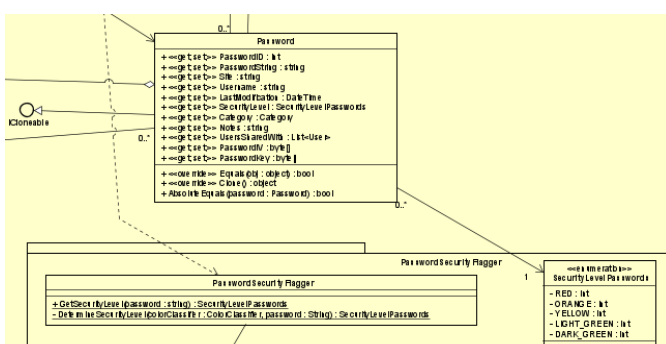 0..*
Password
+ <<get;set>> PasswordID : int
+ <<get;set>> PasswordString : string
+ <<get;set>> Site : string
+ <<get;set>> Username : string
+ <<get;set>> LastModification : DateTime
+ <<get;set>> SecurityLevel : SecurityLevelPasswords
+ <<get;set>> Category : Category
+ <<get;set>> Notes : string
+ <<get;set>> UsersSharedWith : List<User>
+ <<get;set>> PasswordIV : byte[]
+ <<get;set>> PasswordKey : byte[]
+ <<override>> Equals(obj : object) : bool
+ <<override>> Clone() : object
+ AbsoluteEquals(password : Password) : bool
ICloneable
0..*
0..*
PasswordSecurityFlagger
1
PasswordSecurityFlagger
+ GetSecurityLevel(password : string) : SecurityLevelPasswords
- DetermineSecurityLevel(colorClassifier : ColorClassifier, password : String) : SecurityLevelPasswords
<<enumeration>>
SecurityLevelPasswords
- RED : int
- ORANGE : int
- YELLOW : int
- LIGHT_GREEN : int
- DARK_GREEN : int